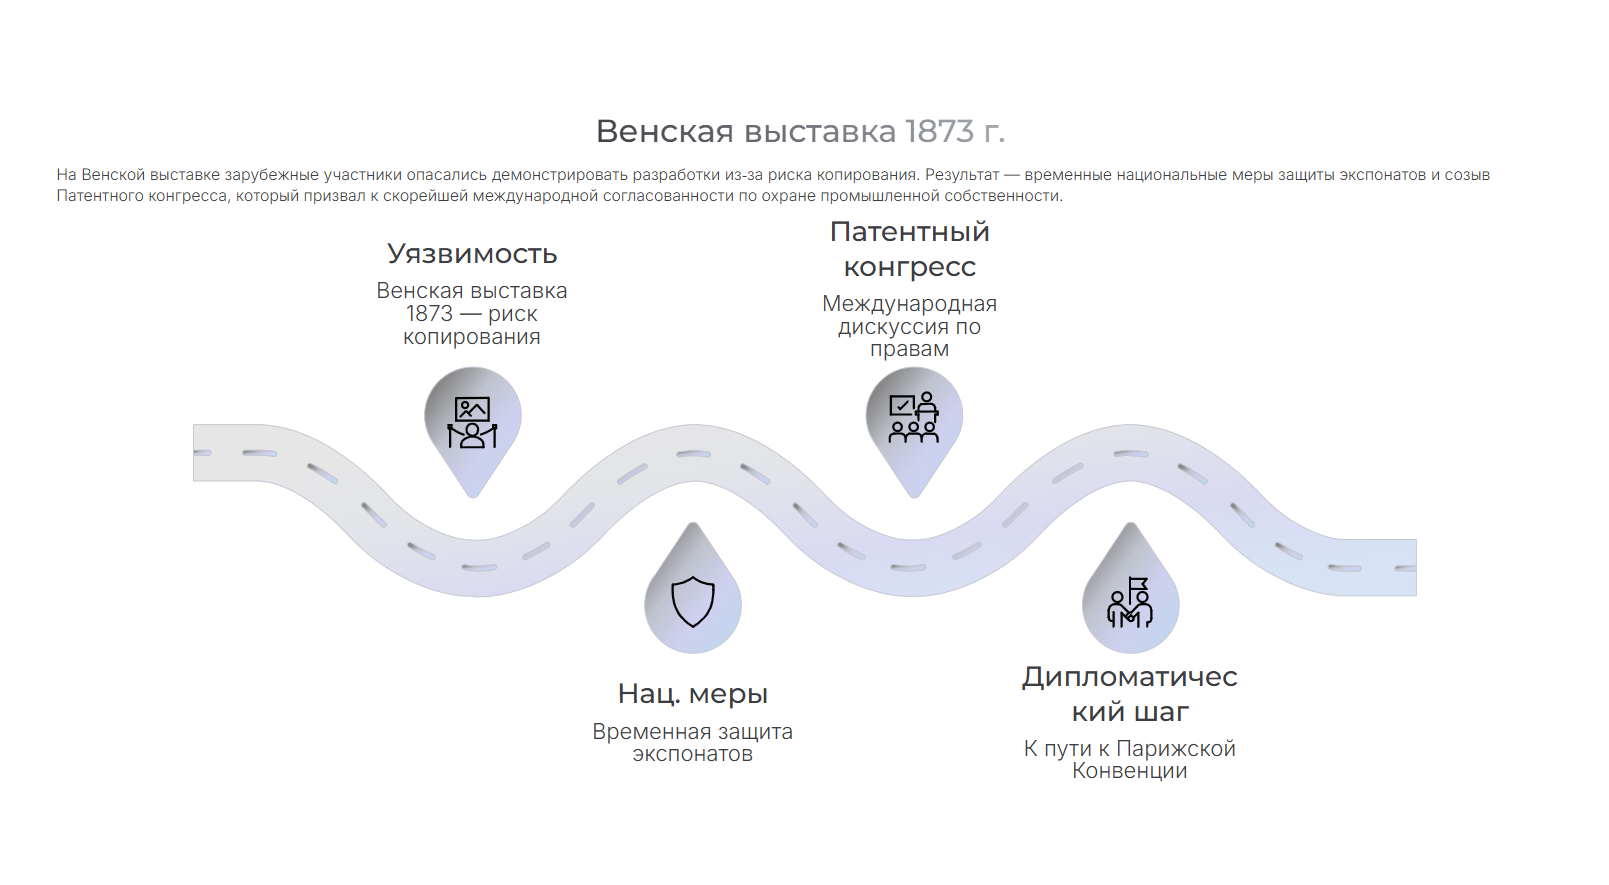 Венская выставка 1873 г.
На Венской выставке зарубежные участники опасались демонстрировать разработки из-за риска копирования. Результат — временные национальные меры защиты экспонатов и созыв
Патентного конгресса, который призвал к скорейшей международной согласованности по охране промышленной собственности.
Уязвимость
Венская выставка
1873 — риск
копирования
Патентный
конгресс
Международная
дискуссия по
правам
Нац. меры
Временная защита
экспонатов
Дипломатичес
кий шаг
К пути к Парижской
Конвенции